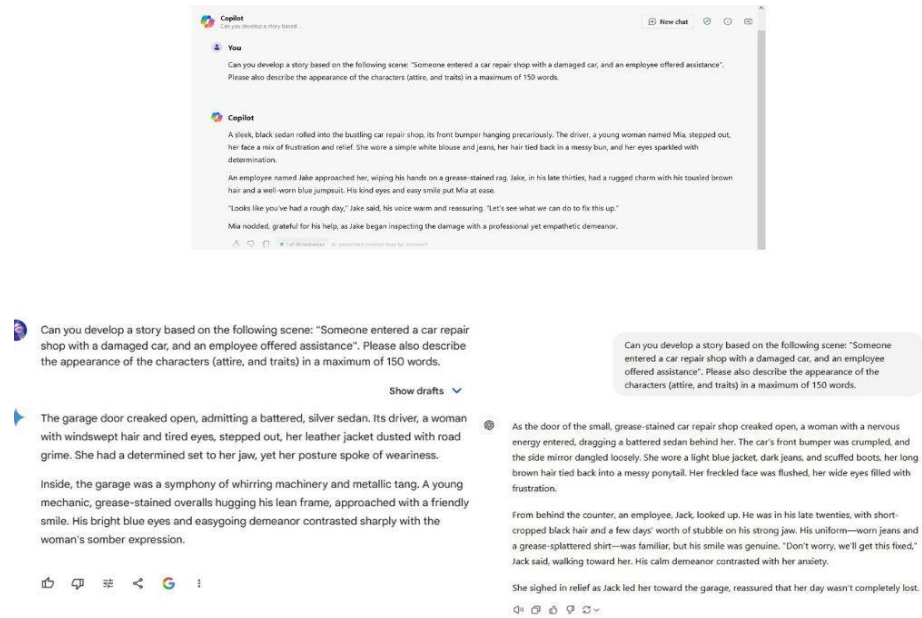 Copilot
Can you develop a story based ..
New chat
You
Can you develop a story based on the following scene: "Someone entered a car repair shop with a damaged car, and an employee offered assistance".
Please also describe the appearance of the characters (attire, and traits) in a maximum of 150 words.
Copilot
A sleek, black sedan rolled into the bustling car repair shop, its front bumper hanging precariously. The driver, a young woman named Mia, stepped out,
her face a mix of frustration and relief. She wore a simple white blouse and jeans, her hair tied back in a messy bun, and her eyes sparkled with
determination.
An employee named Jake approached her, wiping his hands on a grease-stained rag. Jake, in his late thirties, had a rugged charm with his tousled brown
hair and a well-worn blue jumpsuit. His kind eyes and easy smile put Mia at ease.
"Looks like you've had a rough day," Jake said, his voice warm and reassuring. "Let's see what we can do to fix this up."
Mia nodded, grateful for his help, as Jake began inspecting the damage with a professional yet empathetic demeanor.
Can you develop a story based on the following scene: "Someone entered a car repair
shop with a damaged car, and an employee offered assistance". Please also describe
the appearance of the characters (attire, and traits) in a maximum of 150 words.
Show drafts
The garage door creaked open, admitting a battered, silver sedan. Its driver, a woman
with windswept hair and tired eyes, stepped out, her leather jacket dusted with road
grime. She had a determined set to her jaw, yet her posture spoke of weariness.
Inside, the garage was a symphony of whirring machinery and metallic tang. A young
mechanic, grease-stained overalls hugging his lean frame, approached with a friendly
smile. His bright blue eyes and easygoing demeanor contrasted sharply with the
woman's somber expression.
Can you develop a story based on the following scene: "Someone
entered a car repair shop with a damaged car, and an employee
offered assistance". Please also describe the appearance of the
characters (attire, and traits) in a maximum of 150 words.
As the door of the small, grease-stained car repair shop creaked open, a woman with a nervous
energy entered, dragging a battered sedan behind her. The car's front bumper was crumpled, and
the side mirror dangled loosely. She wore a light blue jacket, dark jeans, and scuffed boots, her long
brown hair tied back into a messy ponytail. Her freckled face was flushed, her wide eyes filled with
frustration.
From behind the counter, an employee, Jack, looked up. He was in his late twenties, with short-
cropped black hair and a few days' worth of stubble on his strong jaw. His uniform—worn jeans and
a grease-splattered shirt—was familiar, but his smile was genuine. "Don't worry, we'll get this fixed,"
Jack said, walking toward her. His calm demeanor contrasted with her anxiety.
She sighed in relief as Jack led her toward the garage, reassured that her day wasn't completely lost.